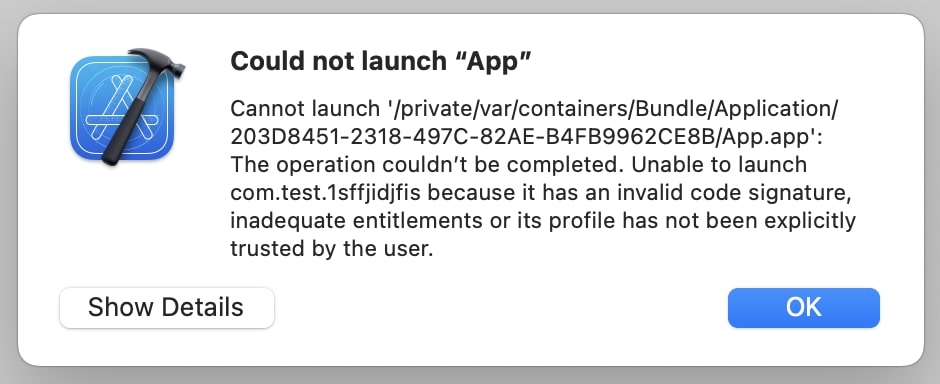 Could not launch “App”
Cannot launch '/private/var/containers/Bundle/Application/
203D8451-2318-497C-82AE-B4FB9962CE8B/App.app':
The operation couldn’t be completed. Unable to launch
com.test.1sffjidjfis because it has an invalid code signature,
inadequate entitlements or its profile has not been explicitly
trusted by the user.
Show Details
OK